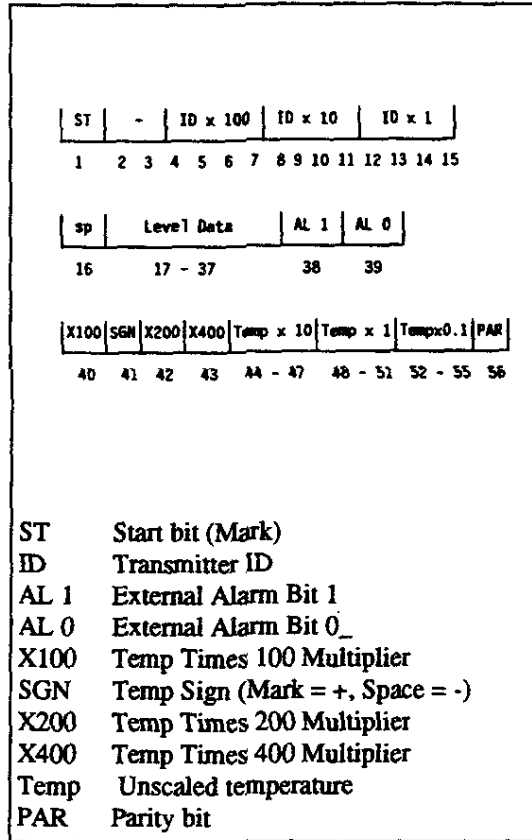 ST - ID x 100 ID x 10 ID x 1
1 2 3 4 5 6 7 8 9 10 11 12 13 14 15
sp Level Data AL 1 AL 0
16 17 - 37 38 39
X100 SGN X200 X400 Temp x 10 Temp x 1 Tempx0.1 PAR
40 41 42 43 44 - 47 48 - 51 52 - 55 56
ST Start bit (Mark)
ID Transmitter ID
AL 1 External Alarm Bit 1
AL 0 External Alarm Bit 0_
X100 Temp Times 100 Multiplier
SGN Temp Sign (Mark = +, Space = -)
X200 Temp Times 200 Multiplier
X400 Temp Times 400 Multiplier
Temp Unscaled temperature
PAR Parity bit